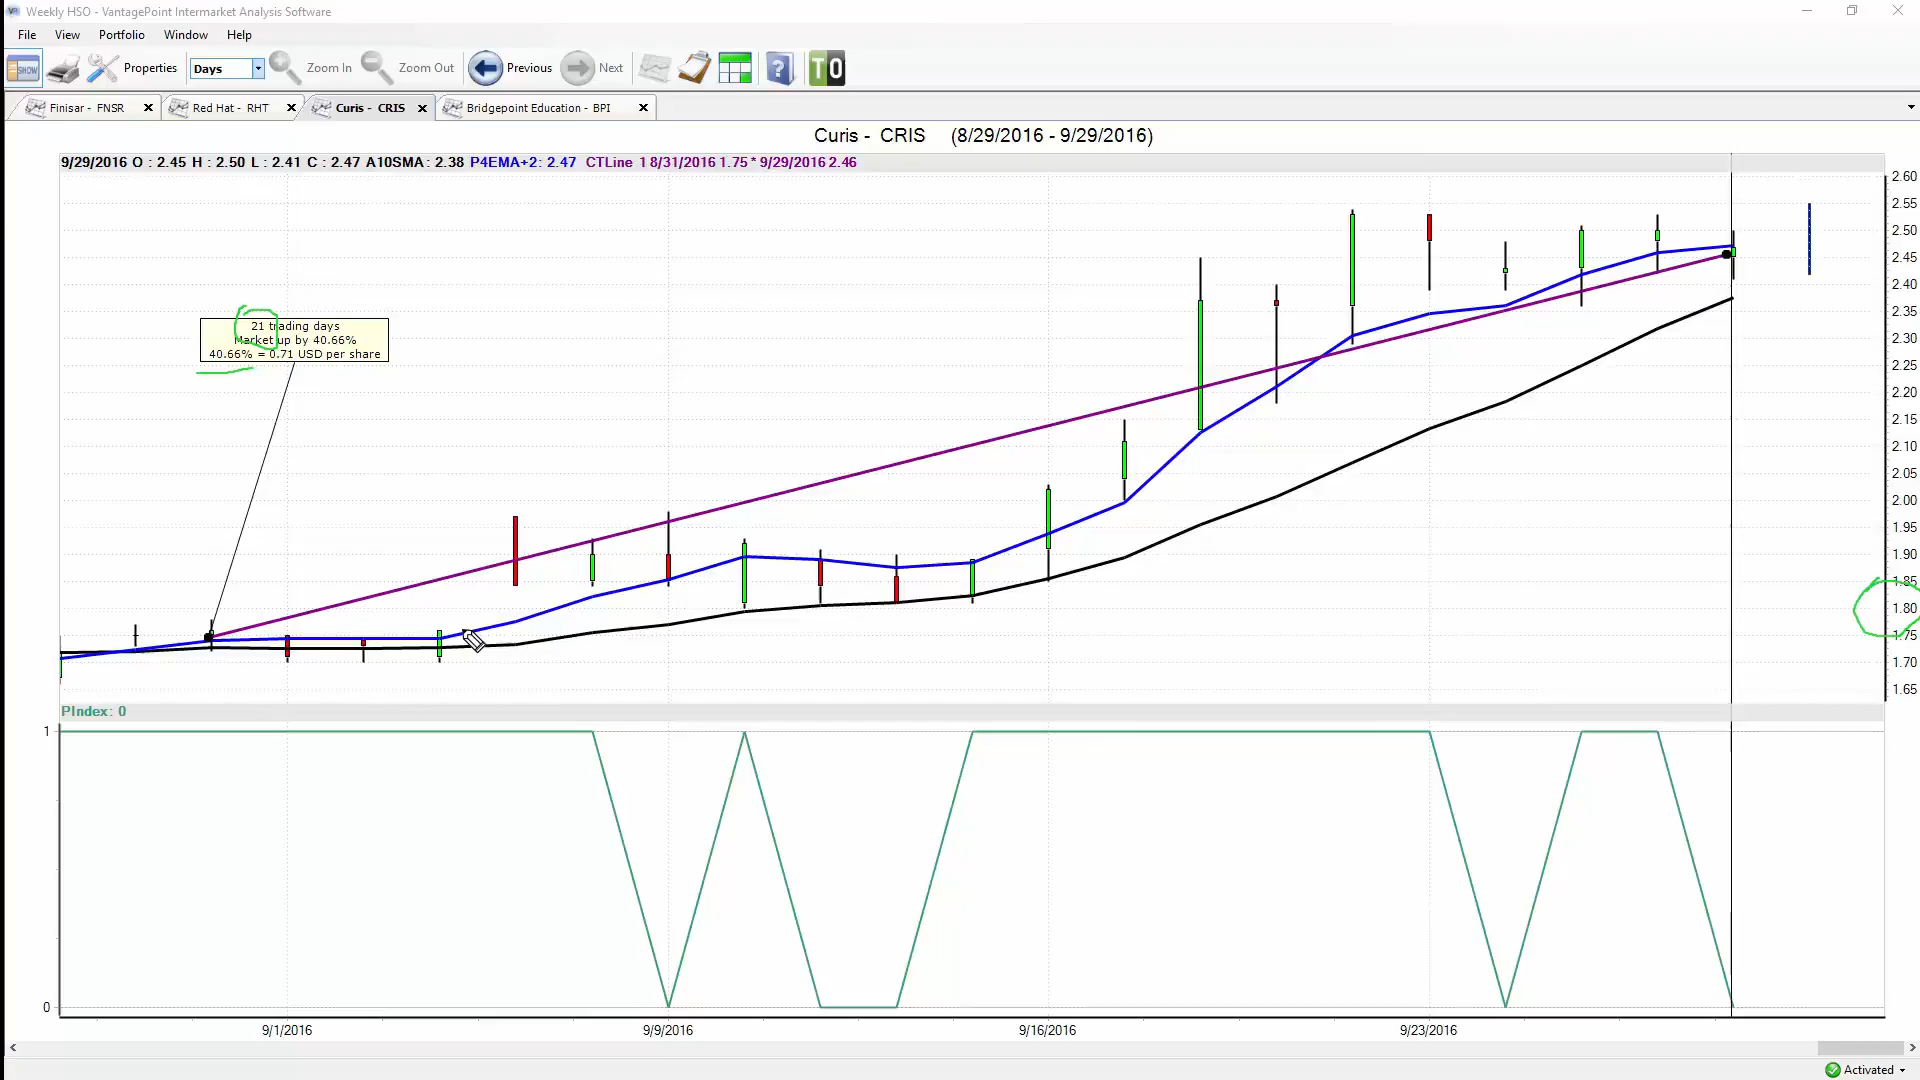 Weekly HSO - VantagePoint Intermarket Analysis Software
File View Portfolio Window Help
SHOW Properties Days Zoom In Zoom Out Previous Next ? TO
Finisar - FNSR Red Hat - RHT Curis - CRIS Bridgepoint Education - BPI
Curis - CRIS (8/29/2016 - 9/29/2016)
9/29/2016 O : 2.45 H : 2.50 L : 2.41 C : 2.47 A10SMA : 2.38 P4EMA+2: 2.47 CTLine 1 8/31/2016 1.75 * 9/29/2016 2.46
2.60
2.55
2.50
2.45
2.40
2.35
2.30
2.25
2.20
2.15
2.10
2.05
2.00
1.95
1.90
1.85
1.80
1.75
1.70
1.65
21 trading days
Market up by 40.66%
40.66% = 0.71 USD per share
PIndex: 0
1
0
9/1/2016 9/9/2016 9/16/2016 9/23/2016
Activated